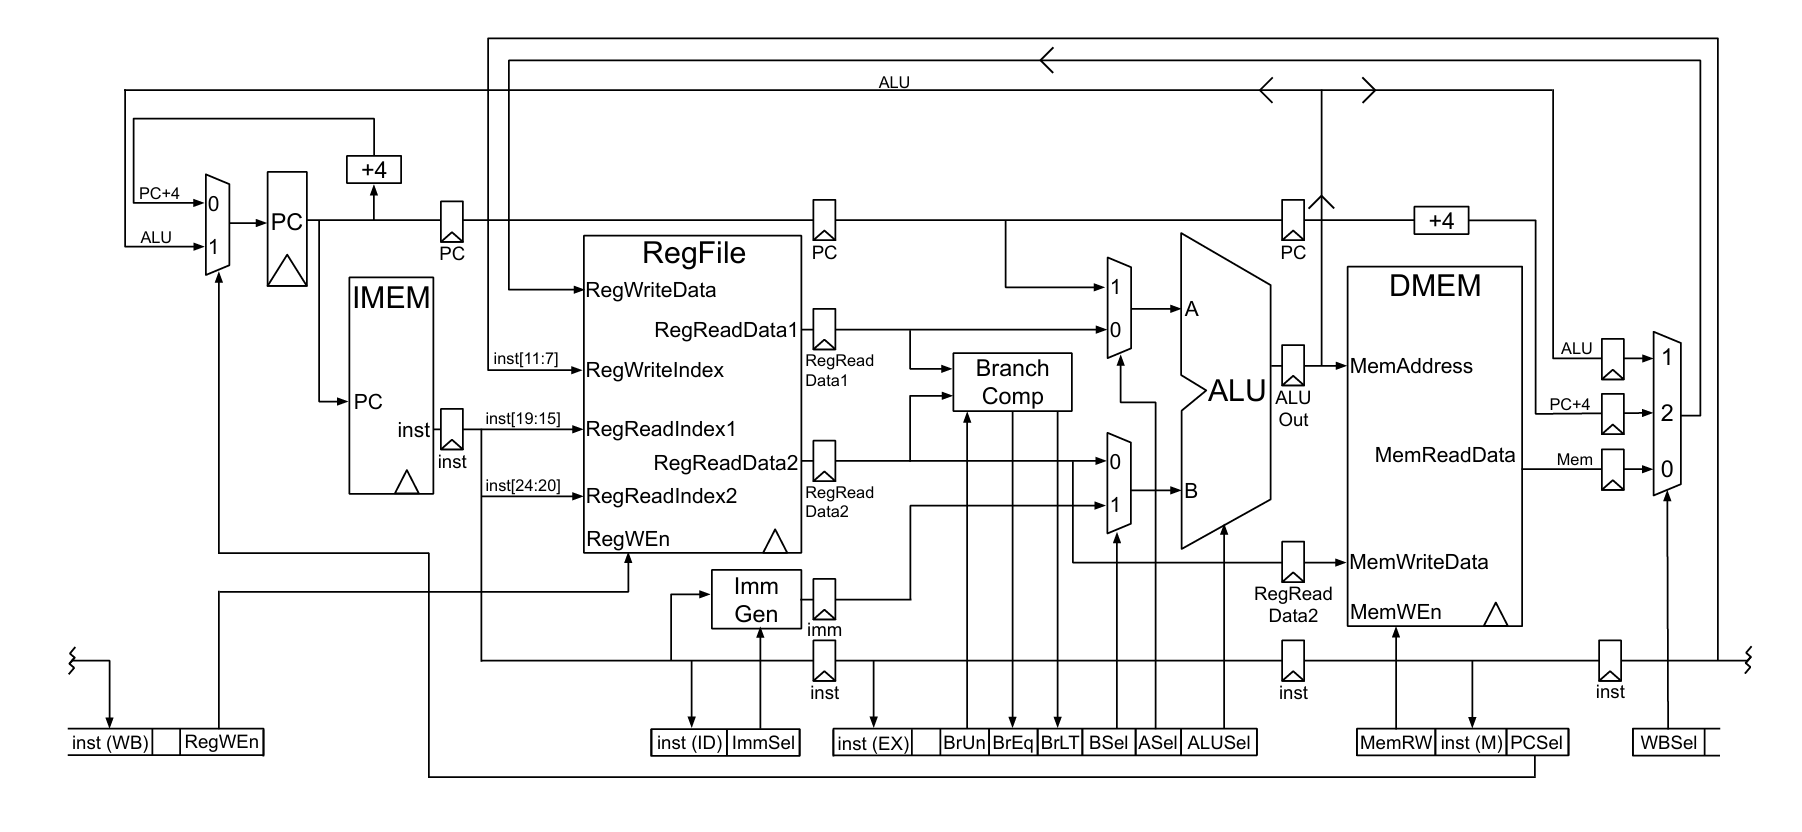 ALU
+4
PC+4
0
ALU
1
PC
PC
IMEM
PC
inst
inst
RegFile
RegWriteData
RegReadData1
inst[11:7]
RegWriteIndex
inst[19:15]
RegReadIndex1
RegReadData2
inst[24:20]
RegReadIndex2
RegWEn
PC
RegRead
Data1
RegRead
Data2
Imm
Gen
imm
inst
Branch
Comp
1
0
0
1
A
B
ALU
PC
ALU
Out
RegRead
Data2
inst
+4
DMEM
MemAddress
MemReadData
MemWriteData
MemWEn
ALU
PC+4
Mem
1
2
0
inst
inst (WB)
RegWEn
inst (ID)
ImmSel
inst (EX)
BrUn
BrEq
BrLT
BSel
ASel
ALUSel
MemRW
inst (M)
PCSel
WBSel